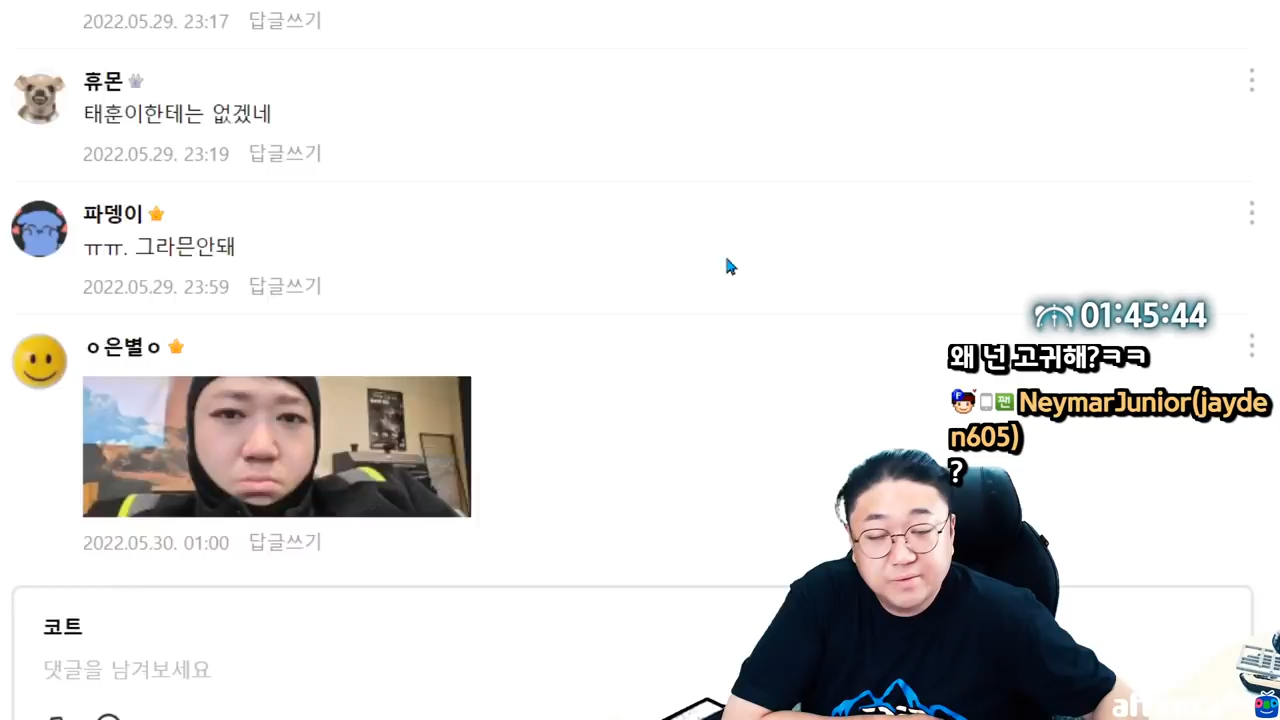 2022.05.29. 23:17 답글쓰기
휴몬
태훈이한테는 없겠네
2022.05.29. 23:19 답글쓰기
파뎅이
ㅠㅠ. 그라믄안돼
2022.05.29. 23:59 답글쓰기
ㅇ은별ㅇ
2022.05.30. 01:00 답글쓰기
01:45:44
왜 넌 고귀해?ㅋㅋ
F 팬 NeymarJunior(jayde
n605)
?
코트
댓글을 남겨보세요